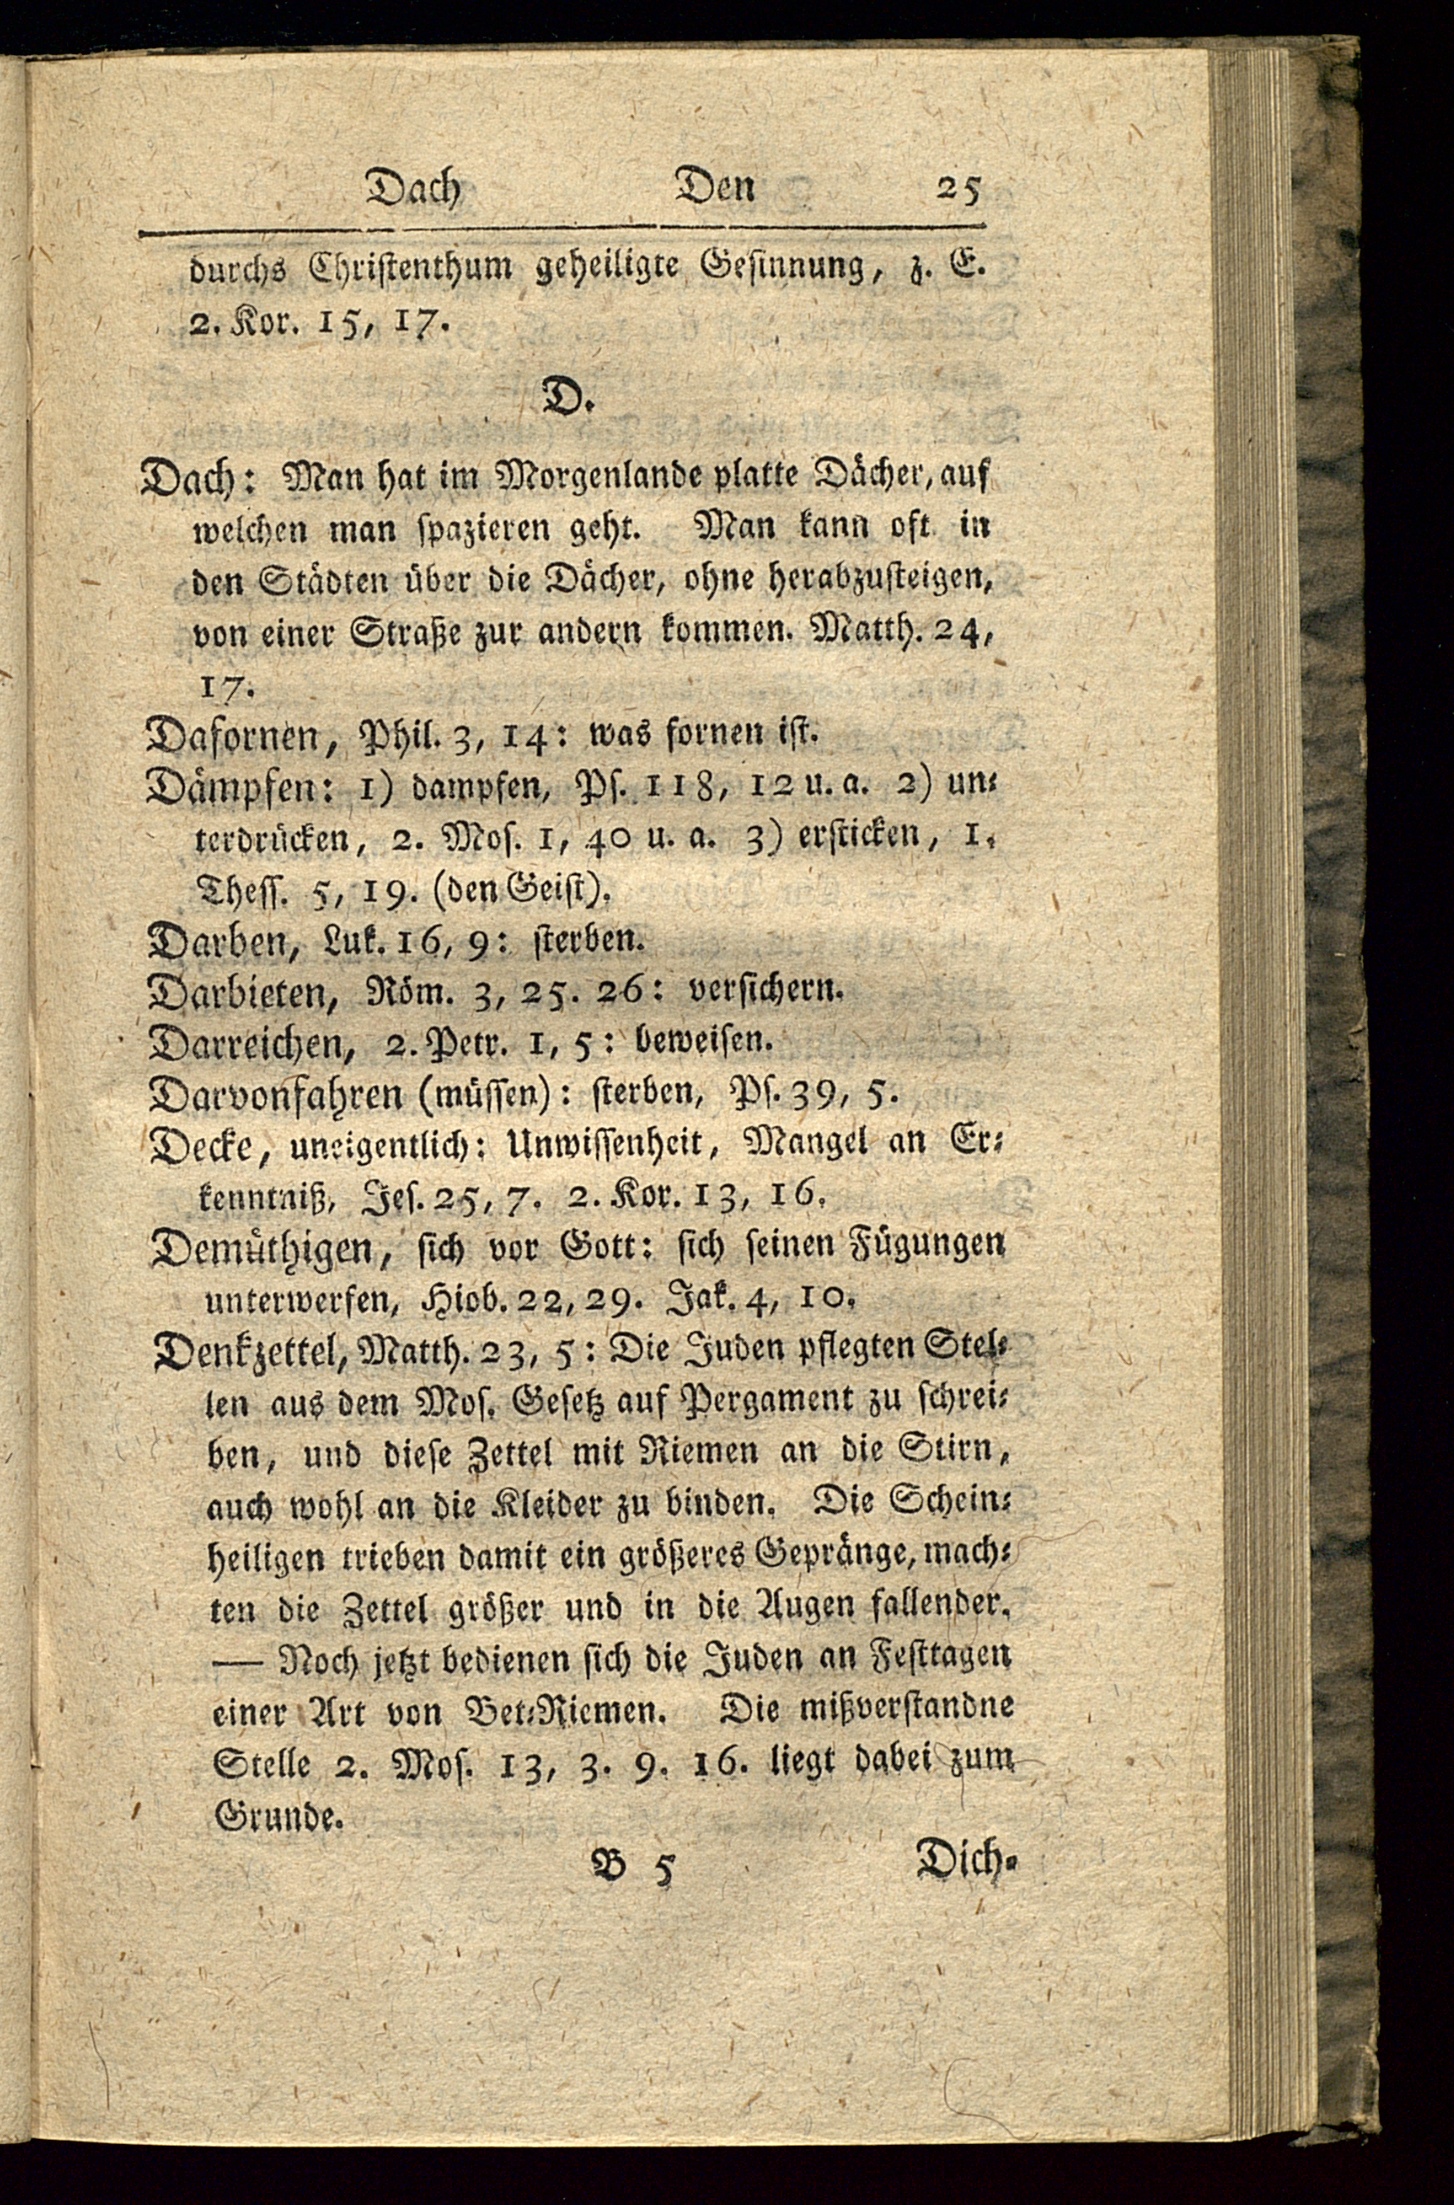 Dach Den 25
durchs Chriſtenthum geheiligte Geſinnung, z. E.
2. Kor. 15, 17.
D.
Dach: Man hat im Morgenlande platte Dächer, auf
welchen man ſpazieren geht. Man kann oft in
den Städten über die Dächer, ohne herabzuſteigen,
von einer Straße zur andern kommen. Matth. 24,
17.
Dafornen, Phil. 3, 14: was fornen iſt.
Dämpfen: 1) dampfen, Pſ. 118, 12 u. a. 2) un⸗
terdrücken, 2. Moſ. 1, 40 u. a. 3) erſticken, 1.
Theſſ. 5, 19. (den Geiſt).
Darben, Luk. 16, 9: ſterben.
Darbieten, Röm. 3, 25. 26: verſichern.
Darreichen, 2. Petr. 1, 5: beweiſen.
Darvonfahren (müſſen): ſterben, Pſ. 39, 5.
Decke, uneigentlich: Unwiſſenheit, Mangel an Er⸗
kenntniß, Jeſ. 25, 7. 2. Kor. 13, 16.
Demüthigen, ſich vor Gott: ſich ſeinen Fügungen
unterwerfen, Hiob. 22, 29. Jak. 4, 10.
Denkzettel, Matth. 23, 5: Die Juden pflegten Stel⸗
len aus dem Moſ. Geſetz auf Pergament zu ſchrei⸗
ben, und dieſe Zettel mit Riemen an die Stirn,
auch wohl an die Kleider zu binden. Die Schein⸗
heiligen trieben damit ein größeres Gepränge, mach⸗
ten die Zettel größer und in die Augen fallender.
— Noch jetzt bedienen ſich die Juden an Feſttagen
einer Art von Bet⸗Riemen. Die mißverſtandne
Stelle 2. Moſ. 13, 3. 9. 16. liegt dabei zum
Grunde.
B 5 Dich⸗